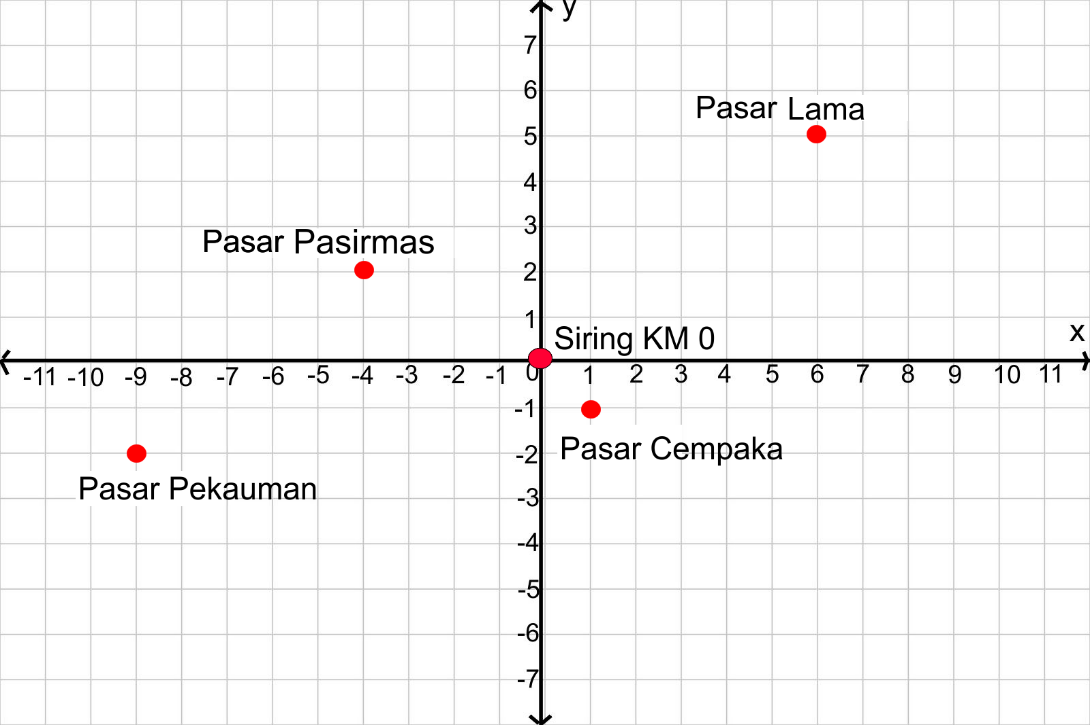 y
7
6
Pasar Lama
5
4
3
Pasar Pasirmas
2
1
Siring KM 0
x
-11 -10 -9 -8 -7 -6 -5 -4 -3 -2 -1 0 1 2 3 4 5 6 7 8 9 10 11
-1
Pasar Cempaka
-2
Pasar Pekauman
-3
-4
-5
-6
-7